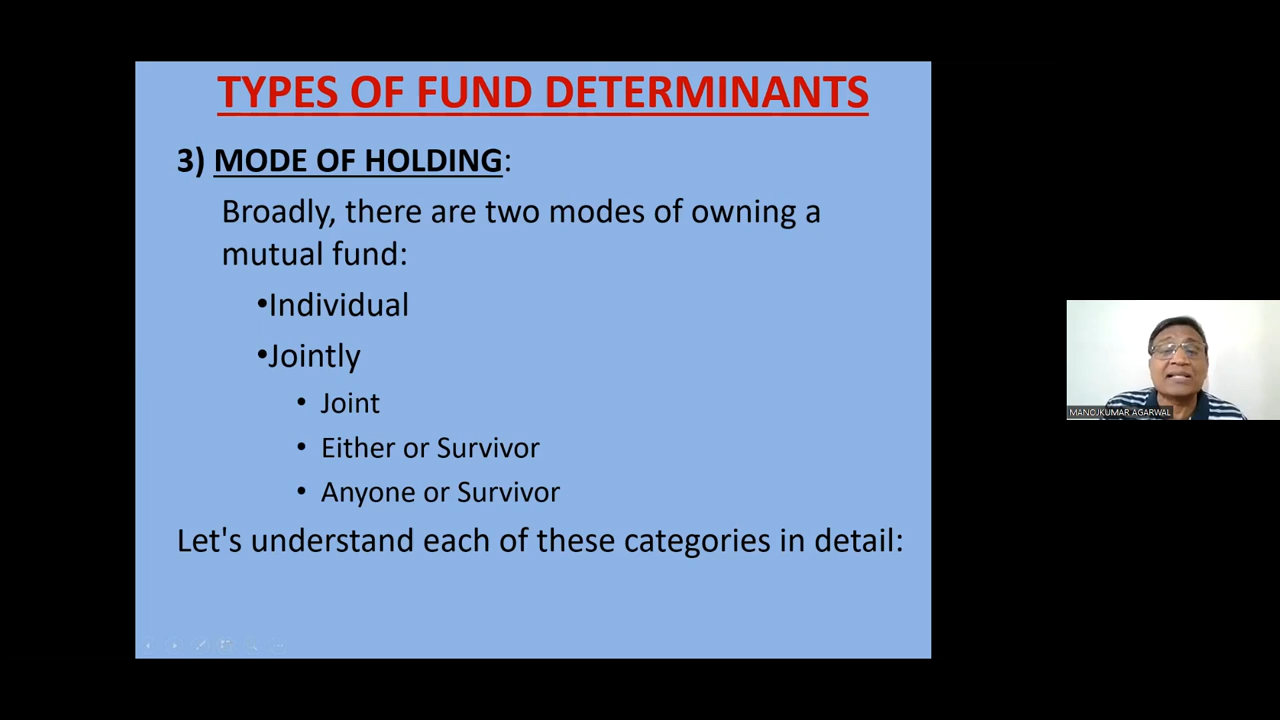 TYPES OF FUND DETERMINANTS
3) MODE OF HOLDING:
Broadly, there are two modes of owning a
mutual fund:
•Individual
•Jointly
• Joint
• Either or Survivor
• Anyone or Survivor
Let's understand each of these categories in detail:
MANOJKUMAR AGARWAL